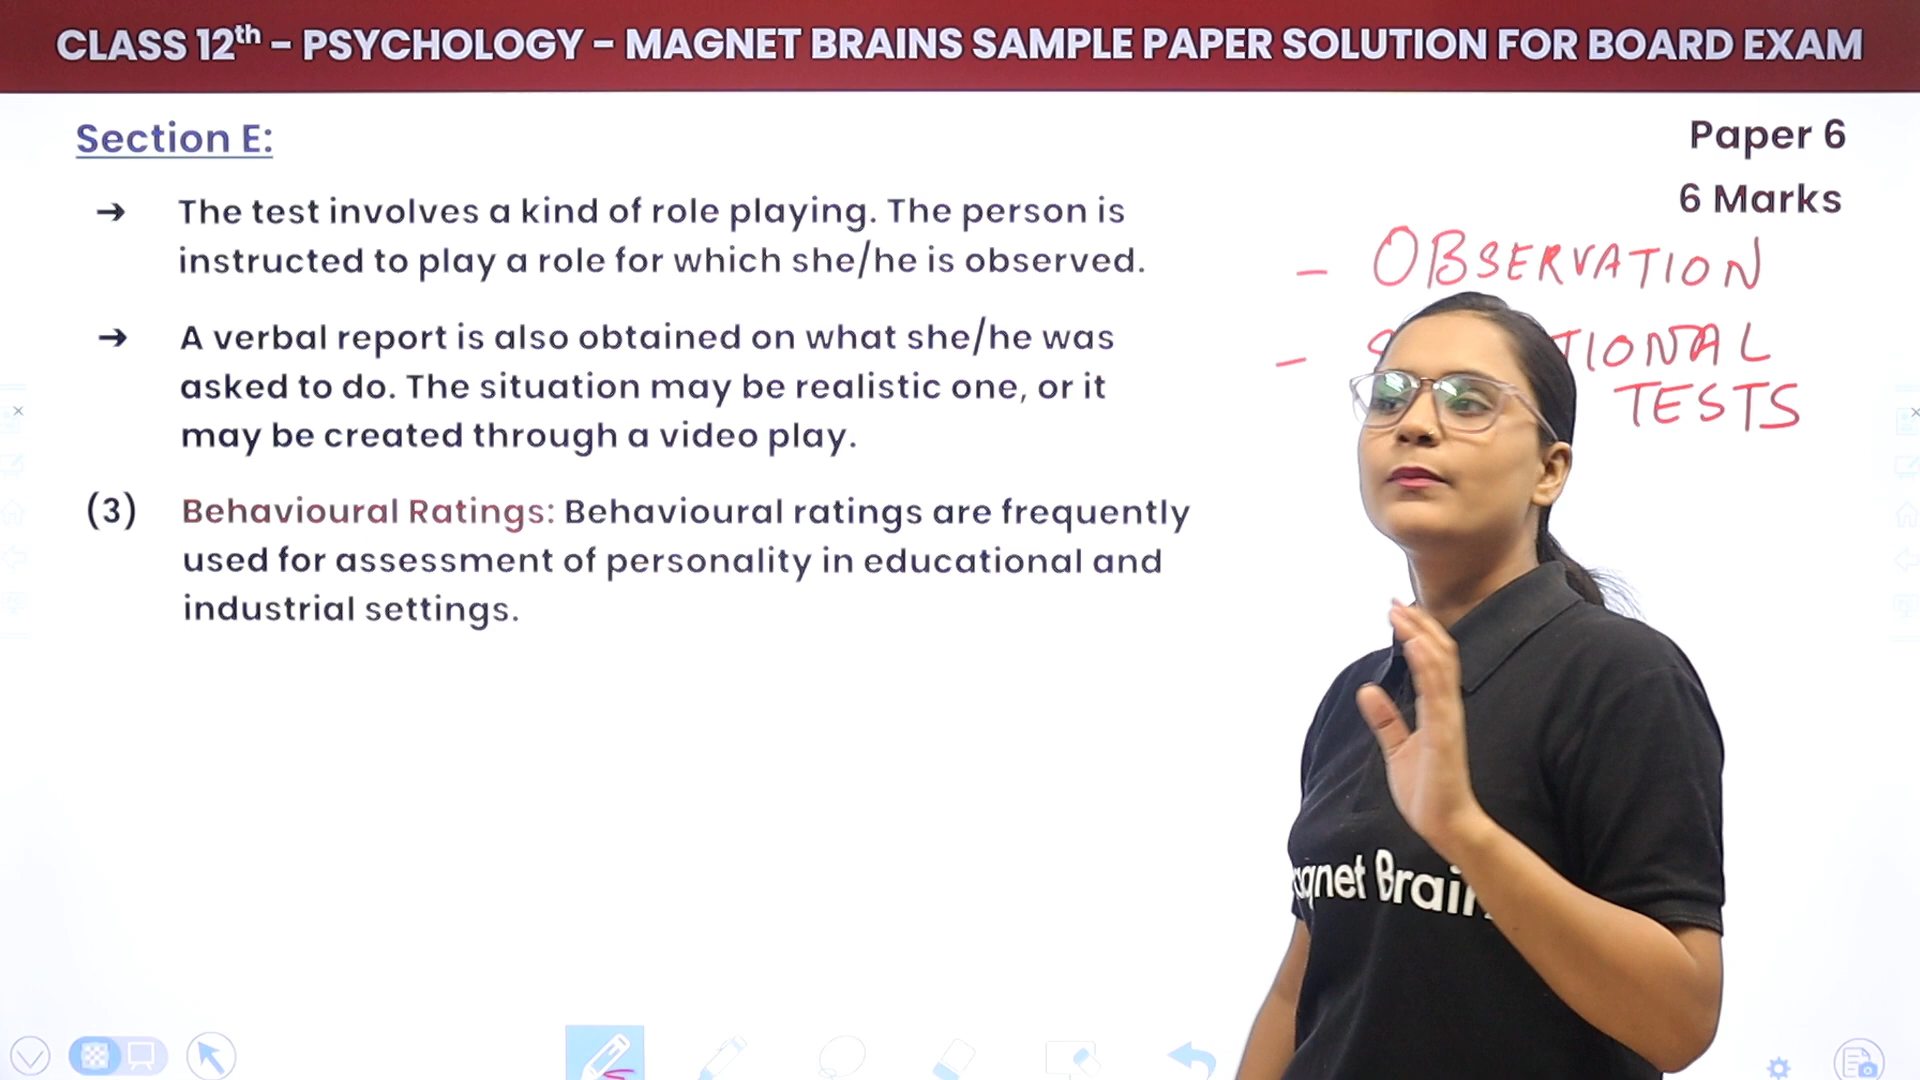 CLASS 12th – PSYCHOLOGY – MAGNET BRAINS SAMPLE PAPER SOLUTION FOR BOARD EXAM
Section E:
Paper 6
6 Marks
→ The test involves a kind of role playing. The person is
instructed to play a role for which she/he is observed.
→ A verbal report is also obtained on what she/he was
asked to do. The situation may be realistic one, or it
may be created through a video play.
(3) Behavioural Ratings: Behavioural ratings are frequently
used for assessment of personality in educational and
industrial settings.
– OBSERVATION
– S TIONAL
TESTS
agnet Brain